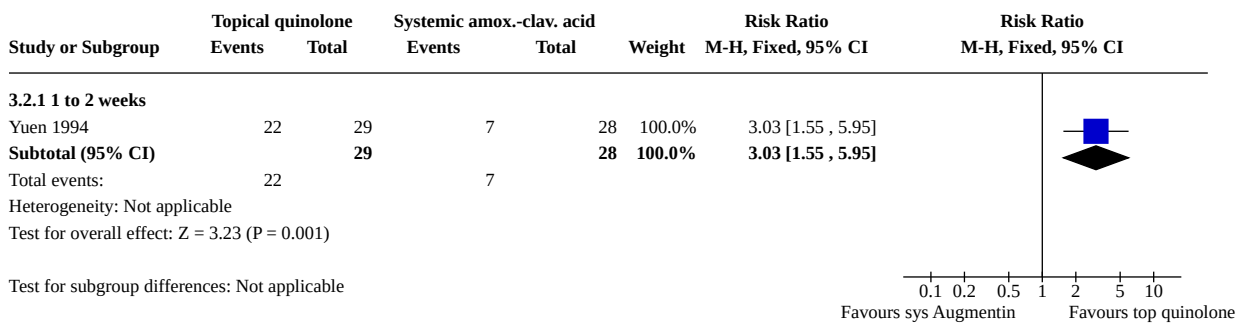 Topical quinolone Systemic amox.-clav. acid Risk Ratio Risk Ratio
Study or Subgroup Events Total Events Total Weight M-H, Fixed, 95% CI M-H, Fixed, 95% CI
3.2.1 1 to 2 weeks
Yuen 1994 22 29 7 28 100.0% 3.03 [1.55 , 5.95]
Subtotal (95% CI) 29 28 100.0% 3.03 [1.55 , 5.95]
Total events: 22 7
Heterogeneity: Not applicable
Test for overall effect: Z = 3.23 (P = 0.001)
Test for subgroup differences: Not applicable
0.1 0.2 0.5 1 2 5 10
Favours sys Augmentin Favours top quinolone